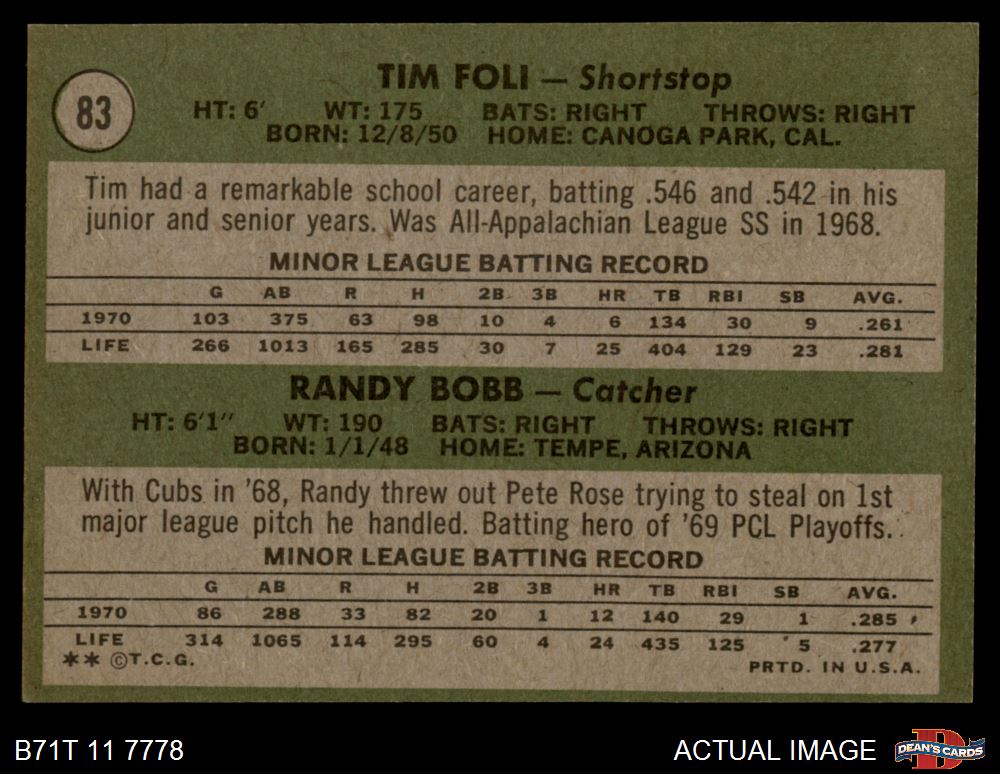 83
TIM FOLI — Shortstop
HT: 6' WT: 175 BATS: RIGHT THROWS: RIGHT
BORN: 12/8/50 HOME: CANOGA PARK, CAL.
Tim had a remarkable school career, batting .546 and .542 in his
junior and senior years. Was All-Appalachian League SS in 1968.
MINOR LEAGUE BATTING RECORD
G AB R H 2B 3B HR TB RBI SB AVG.
1970 103 375 63 98 10 4 6 134 30 9 .261
LIFE 266 1013 165 285 30 7 25 404 129 23 .281
RANDY BOBB — Catcher
HT: 6'1" WT: 190 BATS: RIGHT THROWS: RIGHT
BORN: 1/1/48 HOME: TEMPE, ARIZONA
With Cubs in '68, Randy threw out Pete Rose trying to steal on 1st
major league pitch he handled. Batting hero of '69 PCL Playoffs.
MINOR LEAGUE BATTING RECORD
G AB R H 2B 3B HR TB RBI SB AVG.
1970 86 288 33 82 20 1 12 140 29 1 .285
LIFE 314 1065 114 295 60 4 24 435 125 5 .277
** ©T.C.G. PRTD. IN U.S.A.
B71T 11 7778 ACTUAL IMAGE DEAN'S CARDS